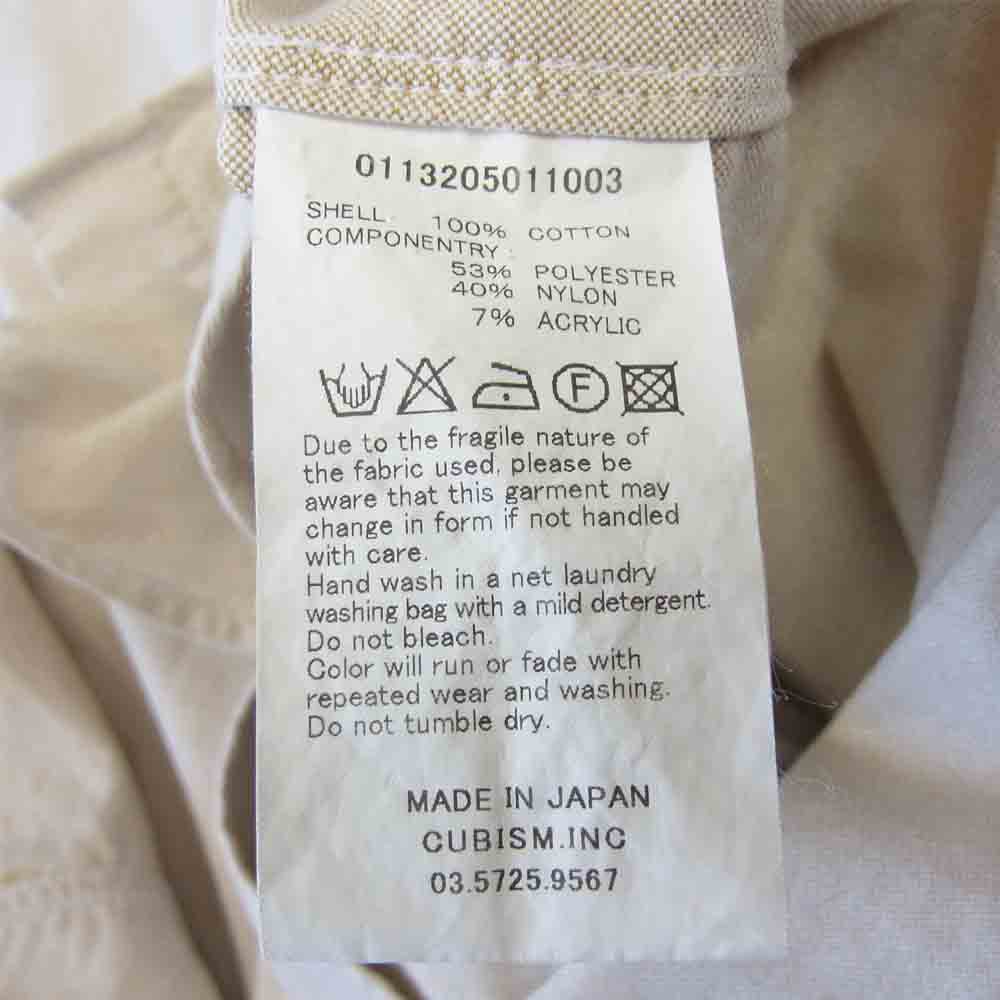 0113205011003
SHELL:
100% COTTON
COMPONENTRY :
53% POLYESTER
40% NYLON
7% ACRYLIC
F
Due to the fragile nature of
the fabric used, please be
aware that this garment may
change in form if not handled
with care.
Hand wash in a net laundry
washing bag with a mild detergent.
Do not bleach.
Color will run or fade with
repeated wear and washing.
Do not tumble dry.
MADE IN JAPAN
CUBISM.INC
03.5725.9567